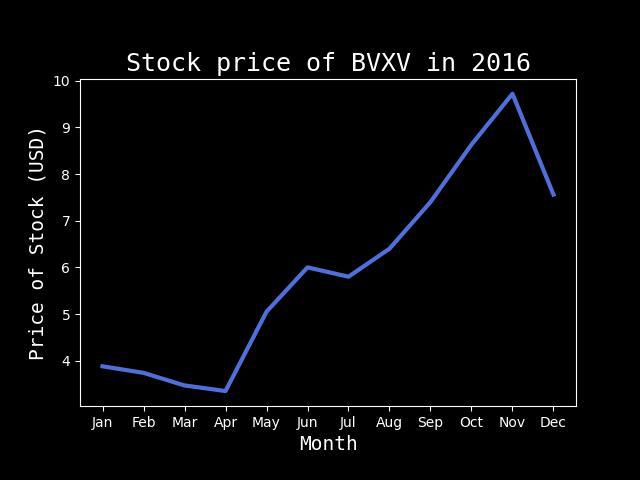 Stock price of BVXV in 2016
10
9
8
7
6
5
4
Price of Stock (USD)
Jan Feb Mar Apr May Jun Jul Aug Sep Oct Nov Dec
Month